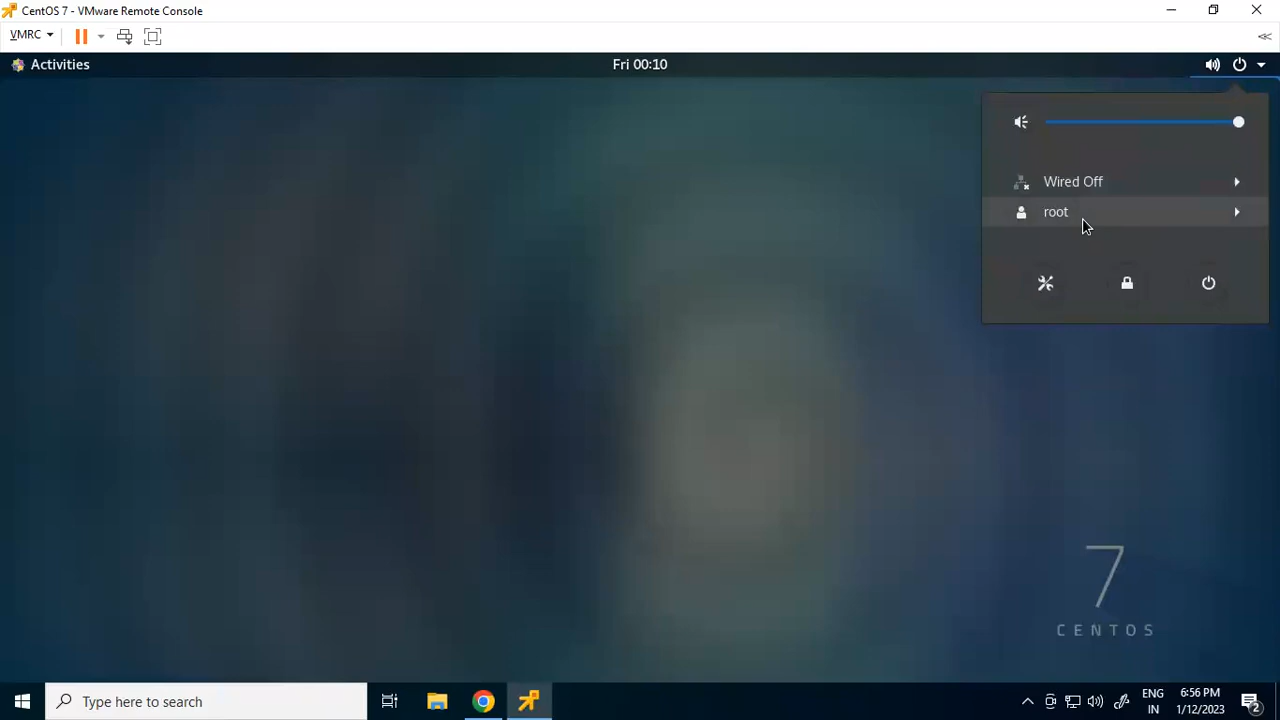 CentOS 7 - VMware Remote Console
VMRC
Activities
Fri 00:10
Wired Off
root
7
CENTOS
Type here to search
ENG
IN
6:56 PM
1/12/2023
2